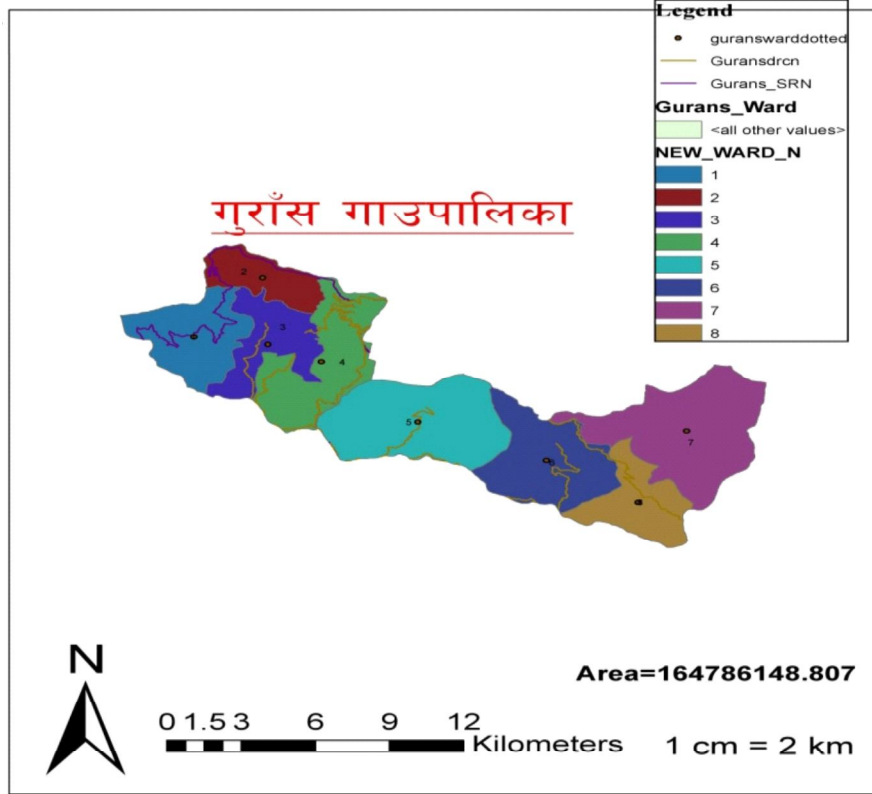 Legend
guranswarddotted
Guransdrcn
Gurans_SRN
Gurans_Ward
<all other values>
NEW_WARD_N
1
2
3
4
5
6
7
8
गुराँस गाउपालिका
2
3
4
5
7
N
Area=164786148.807
0 1.5 3 6 9 12
Kilometers
1 cm = 2 km